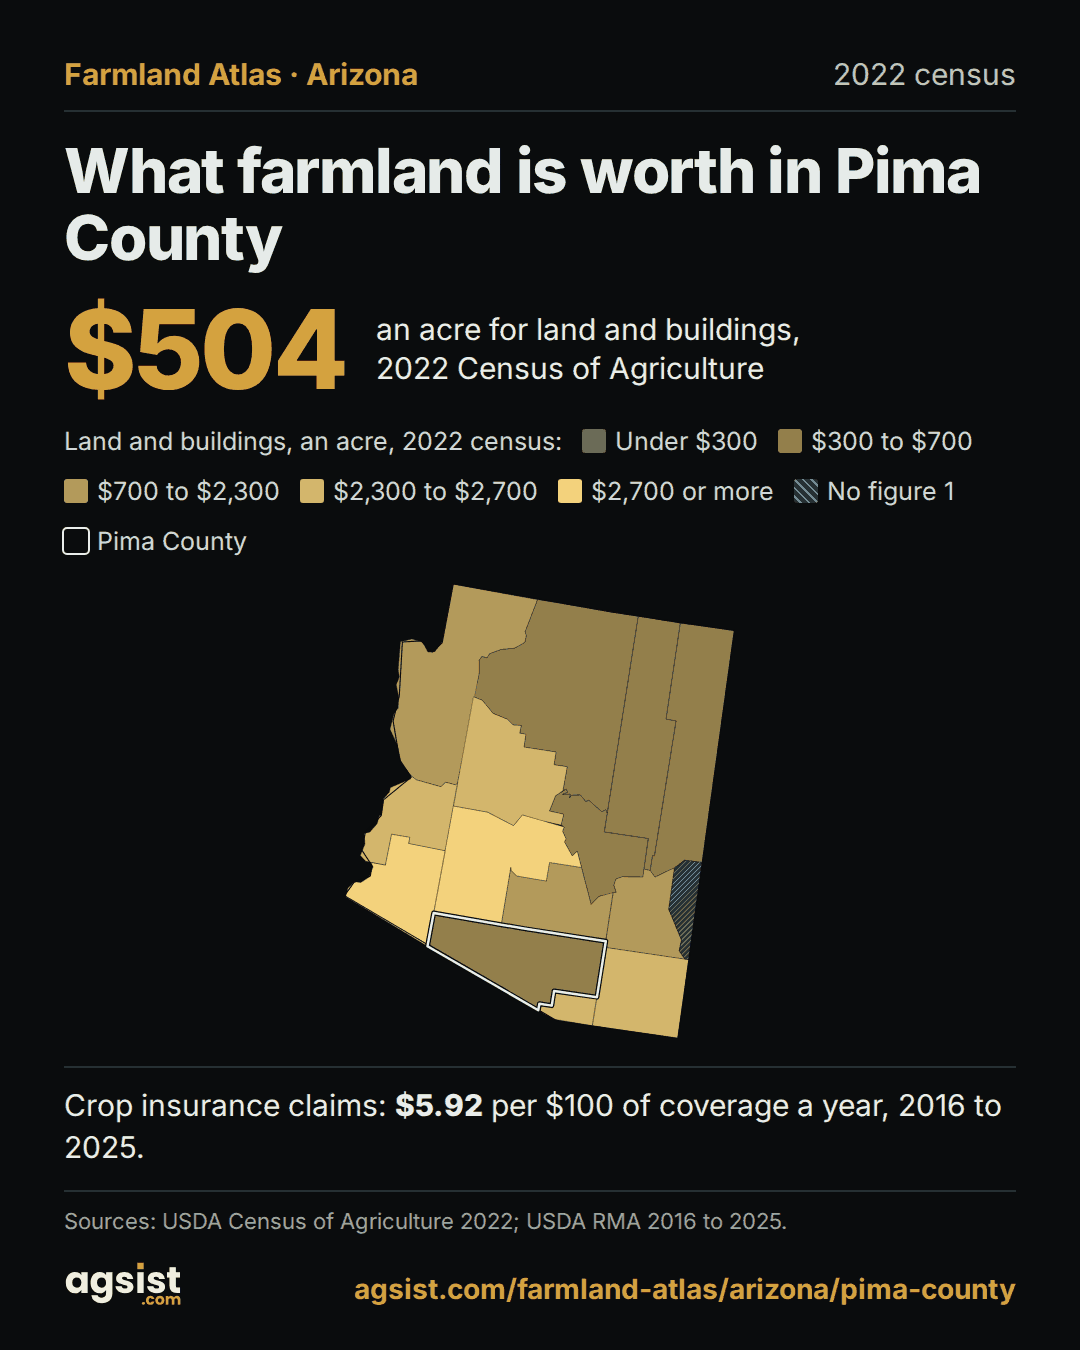 Farmland Atlas · Arizona
2022 census
What farmland is worth in Pima
County
$504
an acre for land and buildings,
2022 Census of Agriculture
Land and buildings, an acre, 2022 census: Under $300 $300 to $700
$700 to $2,300 $2,300 to $2,700 $2,700 or more No figure 1
Pima County
Crop insurance claims: $5.92 per $100 of coverage a year, 2016 to
2025.
Sources: USDA Census of Agriculture 2022; USDA RMA 2016 to 2025.
agsist
.com
agsist.com/farmland-atlas/arizona/pima-county